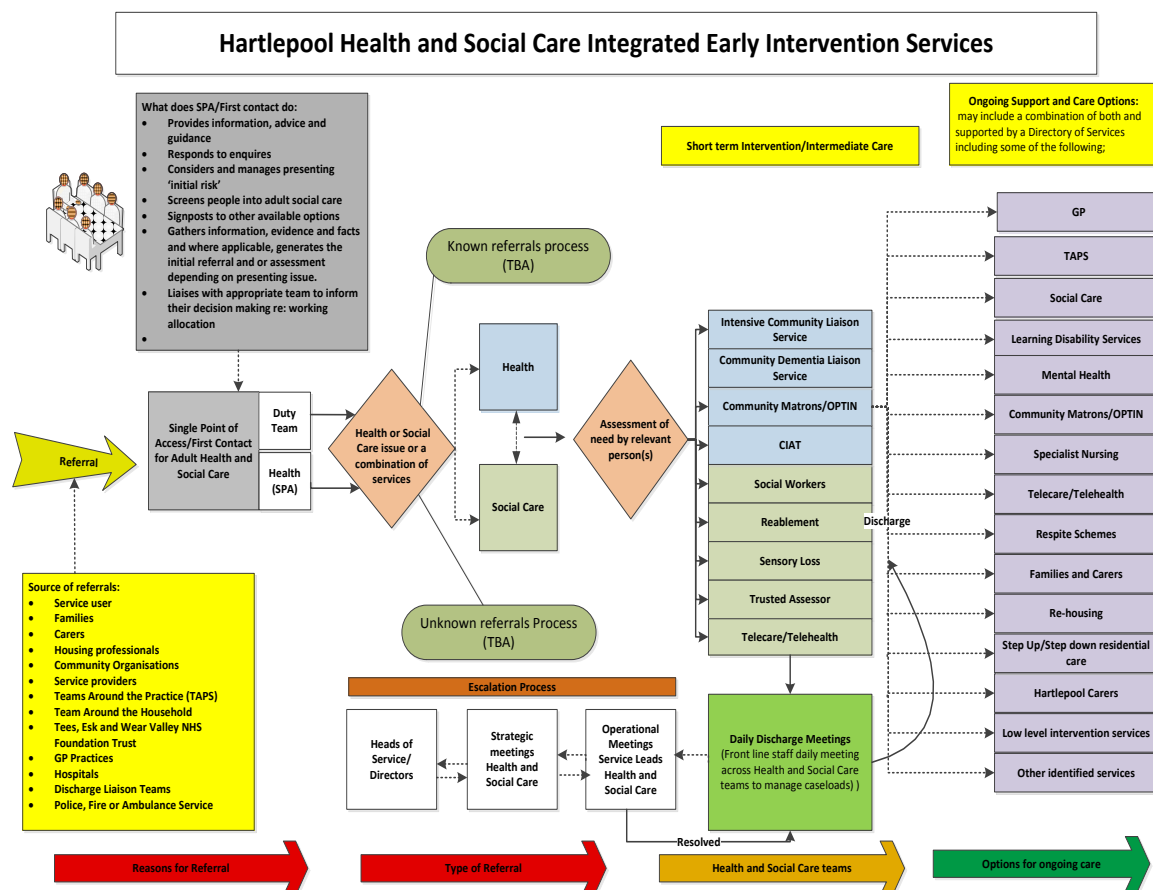 Hartlepool Health and Social Care Integrated Early Intervention Services
What does SPA/First contact do:
• Provides information, advice and
guidance
• Responds to enquires
• Considers and manages presenting
‘initial risk’
• Screens people into adult social care
• Signposts to other available options
• Gathers information, evidence and facts
and where applicable, generates the
initial referral and or assessment
depending on presenting issue.
• Liaises with appropriate team to inform
their decision making re: working
allocation
•
Short term Intervention/Intermediate Care
Ongoing Support and Care Options:
may include a combination of both and
supported by a Directory of Services
including some of the following;
Known referrals process
(TBA)
Referral
Single Point of
Access/First Contact
for Adult Health and
Social Care
Duty
Team
Health
(SPA)
Health or Social
Care issue or a
combination of
services
Health
Social Care
Unknown referrals Process
(TBA)
Assessment of
need by relevant
person(s)
Intensive Community Liaison
Service
Community Dementia Liaison
Service
Community Matrons/OPTIN
CIAT
Social Workers
Reablement
Sensory Loss
Trusted Assessor
Telecare/Telehealth
Discharge
GP
TAPS
Social Care
Learning Disability Services
Mental Health
Community Matrons/OPTIN
Specialist Nursing
Telecare/Telehealth
Respite Schemes
Families and Carers
Re-housing
Step Up/Step down residential
care
Hartlepool Carers
Low level intervention services
Other identified services
Source of referrals:
• Service user
• Families
• Carers
• Housing professionals
• Community Organisations
• Service providers
• Teams Around the Practice (TAPS)
• Team Around the Household
• Tees, Esk and Wear Valley NHS
Foundation Trust
• GP Practices
• Hospitals
• Discharge Liaison Teams
• Police, Fire or Ambulance Service
Escalation Process
Heads of
Service/
Directors
Strategic
meetings
Health and
Social Care
Operational
Meetings
Service Leads
Health and
Social Care
Daily Discharge Meetings
(Front line staff daily meeting
across Health and Social Care
teams to manage caseloads) )
Resolved
Reasons for Referral
Type of Referral
Health and Social Care teams
Options for ongoing care